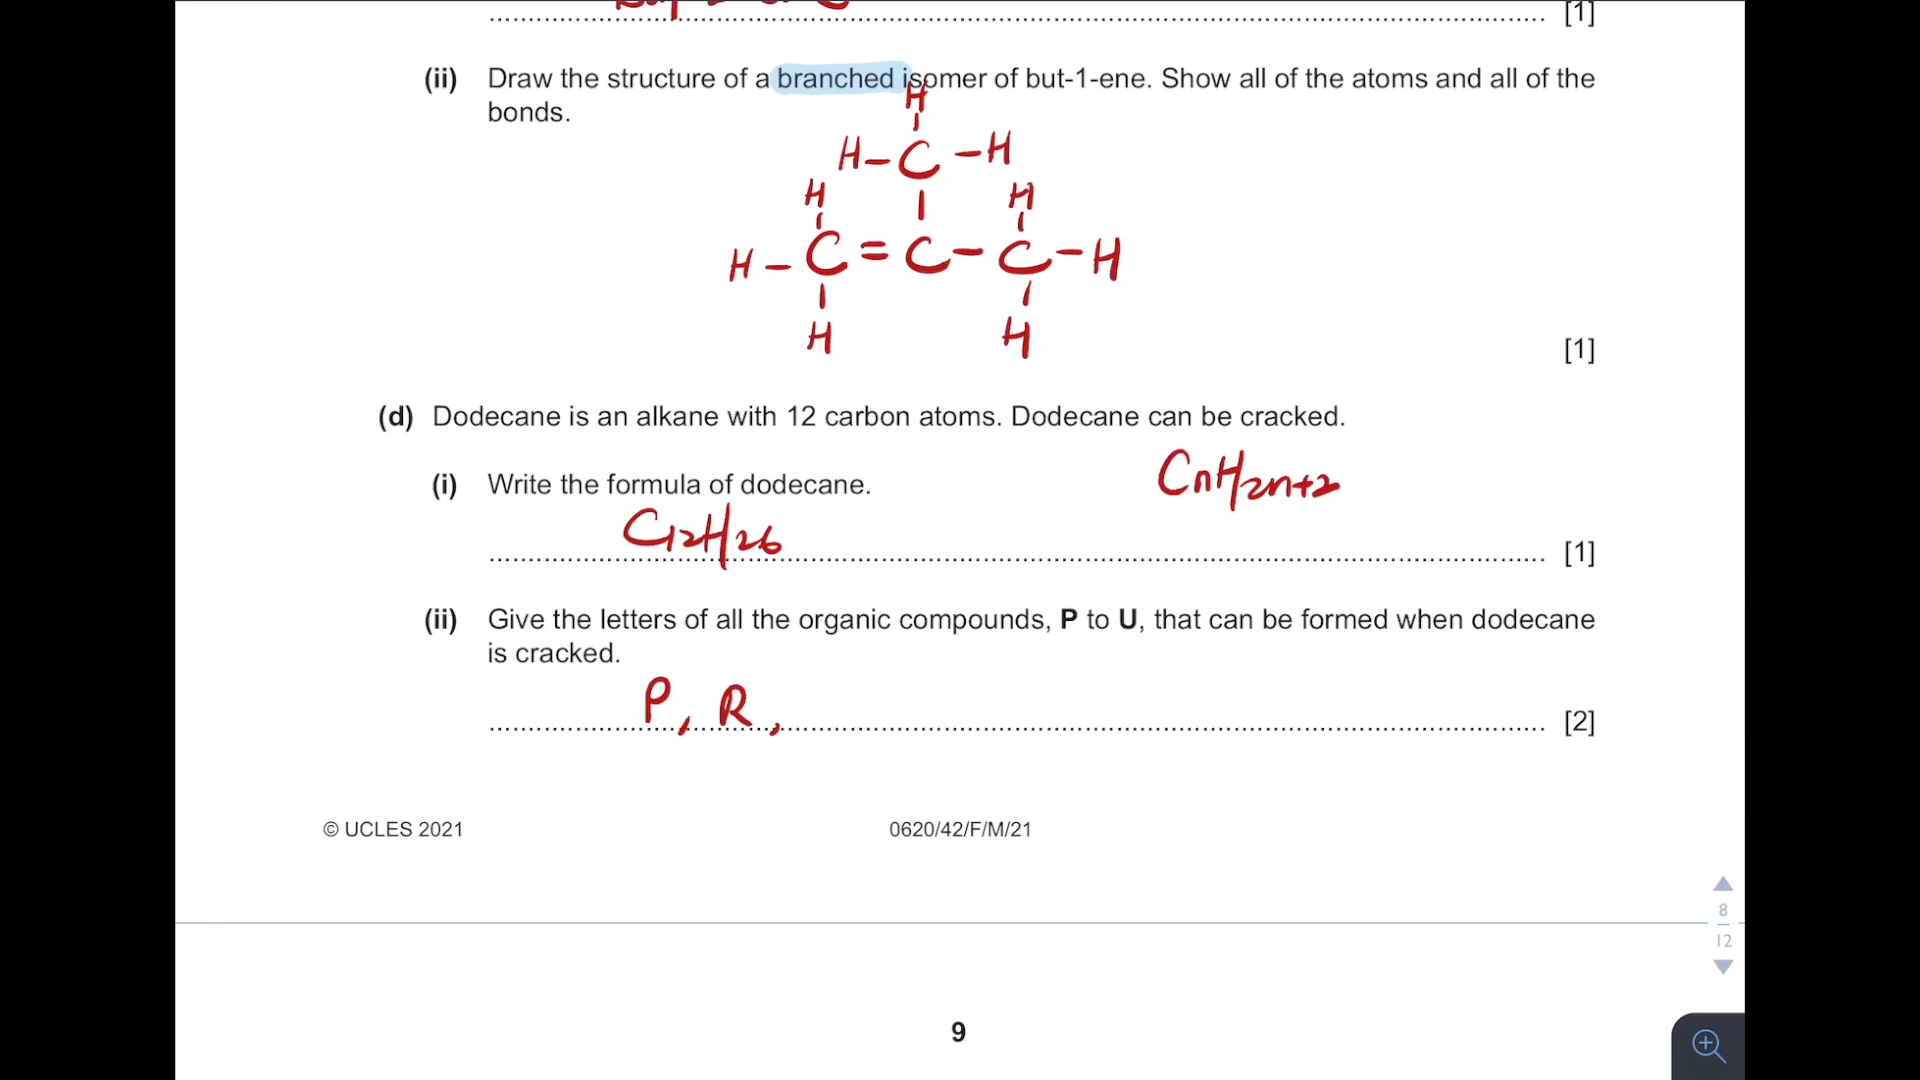 [1]
(ii) Draw the structure of a branched isomer of but-1-ene. Show all of the atoms and all of the
bonds.
H
H-C-H
H H
H-C=C-C-H
H H
[1]
(d) Dodecane is an alkane with 12 carbon atoms. Dodecane can be cracked.
CnH2n+2
(i) Write the formula of dodecane.
C12H26
[1]
(ii) Give the letters of all the organic compounds, P to U, that can be formed when dodecane
is cracked.
P, R,
[2]
© UCLES 2021 0620/42/F/M/21
8
12
9